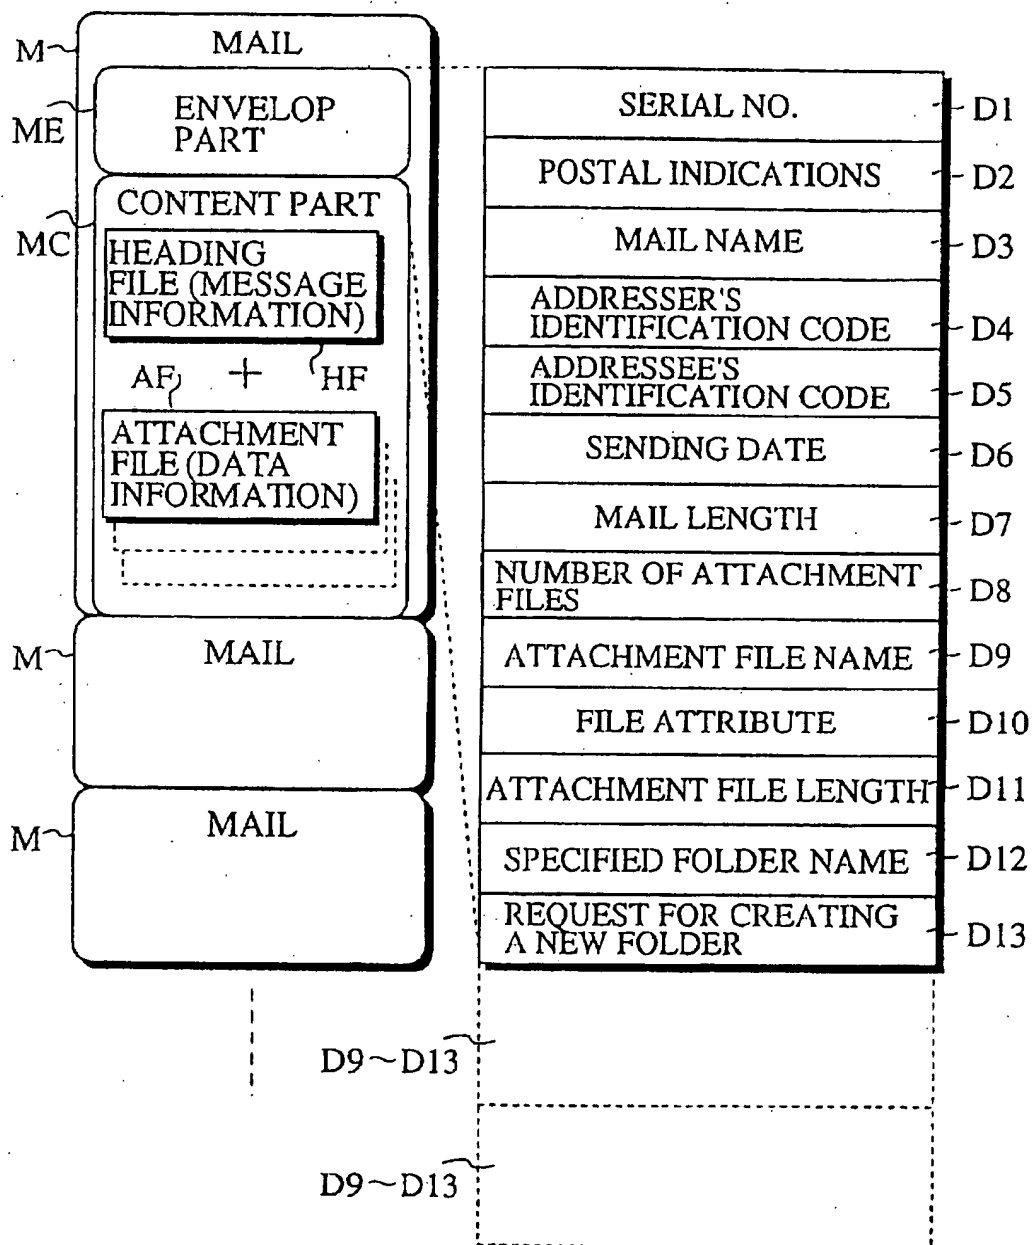 M
MAIL
ME
ENVELOP
PART
MC
CONTENT PART
HEADING
FILE (MESSAGE
INFORMATION)
AF
+
HF
ATTACHMENT
FILE (DATA
INFORMATION)
M
MAIL
M
MAIL
SERIAL NO.
D1
POSTAL INDICATIONS
D2
MAIL NAME
D3
ADDRESSER'S
IDENTIFICATION CODE
D4
ADDRESSEE'S
IDENTIFICATION CODE
D5
SENDING DATE
D6
MAIL LENGTH
D7
NUMBER OF ATTACHMENT
FILES
D8
ATTACHMENT FILE NAME
D9
FILE ATTRIBUTE
D10
ATTACHMENT FILE LENGTH
D11
SPECIFIED FOLDER NAME
D12
REQUEST FOR CREATING
A NEW FOLDER
D13
D9~D13
D9~D13